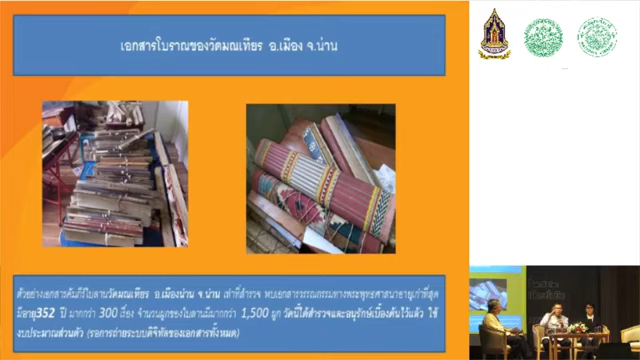 เอกสารโบราณของวัดมณเฑียร อ.เมือง จ.น่าน
ตัวอย่างเอกสารคัมภีร์ใบลานวัดมณเฑียร อ.เมืองน่าน จ.น่าน เท่าที่สำรวจ พบเอกสารวรรณกรรมทางพระพุทธศาสนาอายุเก่าที่สุด
มีอายุ352 ปี มากกว่า 300 เรื่อง จำนวนผูกของใบลานมีมากกว่า 1,500 ผูก วัดนี้ได้สำรวจและอนุรักษ์เบื้องต้นไว้แล้ว ใช้
งบประมาณส่วนตัว (รอการถ่ายระบบดิจิทัลของเอกสารทั้งหมด)